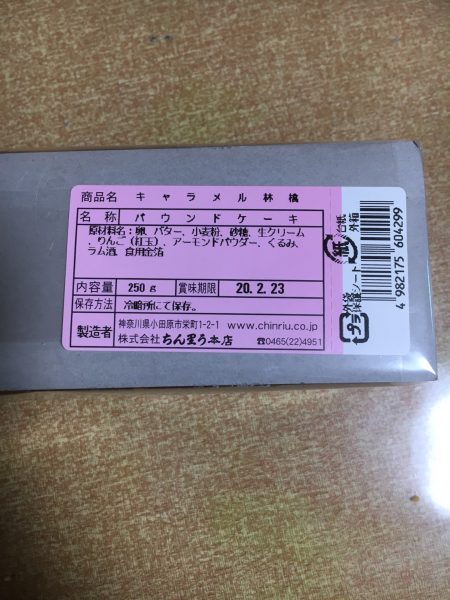 商品名 キャラメル林檎
名称 パウンドケーキ
原材料名:卵、バター、小麦粉、砂糖、生クリーム
、りんご(紅玉)、アーモンドパウダー、くるみ、
ラム酒、食用金箔
内容量 250g 賞味期限 20.2.23
保存方法 冷暗所にて保存。
製造者 神奈川県小田原市栄町1-2-1 www.chinriu.co.jp
株式会社ちん里う本店 ☎0465(22)4951
紙
台紙
外箱
プラ
外袋
保証シート
4 982175 604299